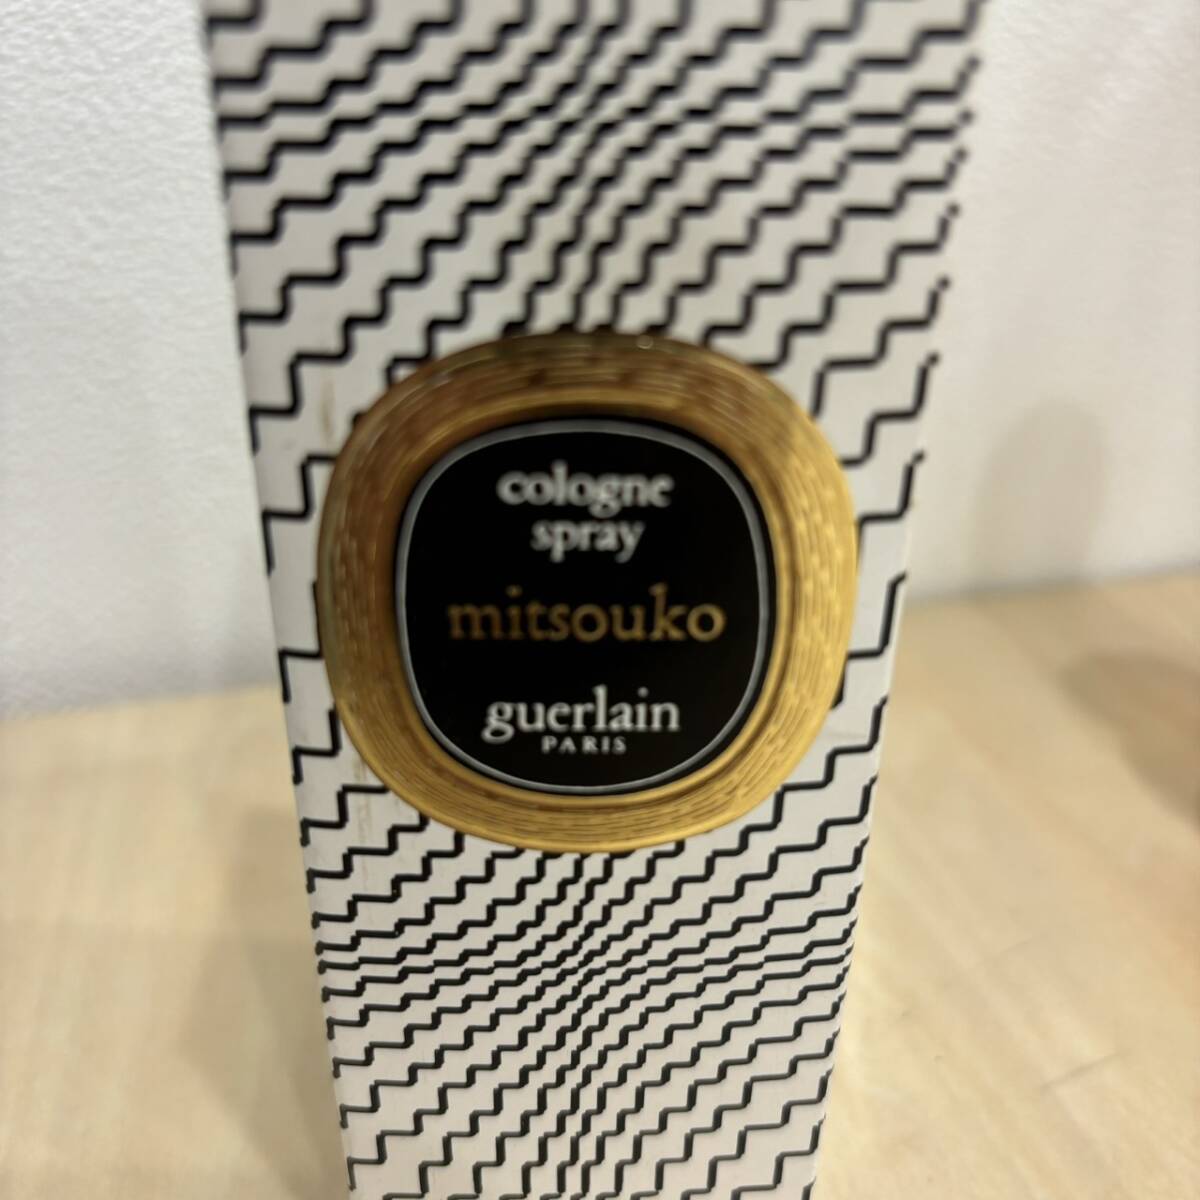 cologne
spray
mitsouko
guerlain
PARIS